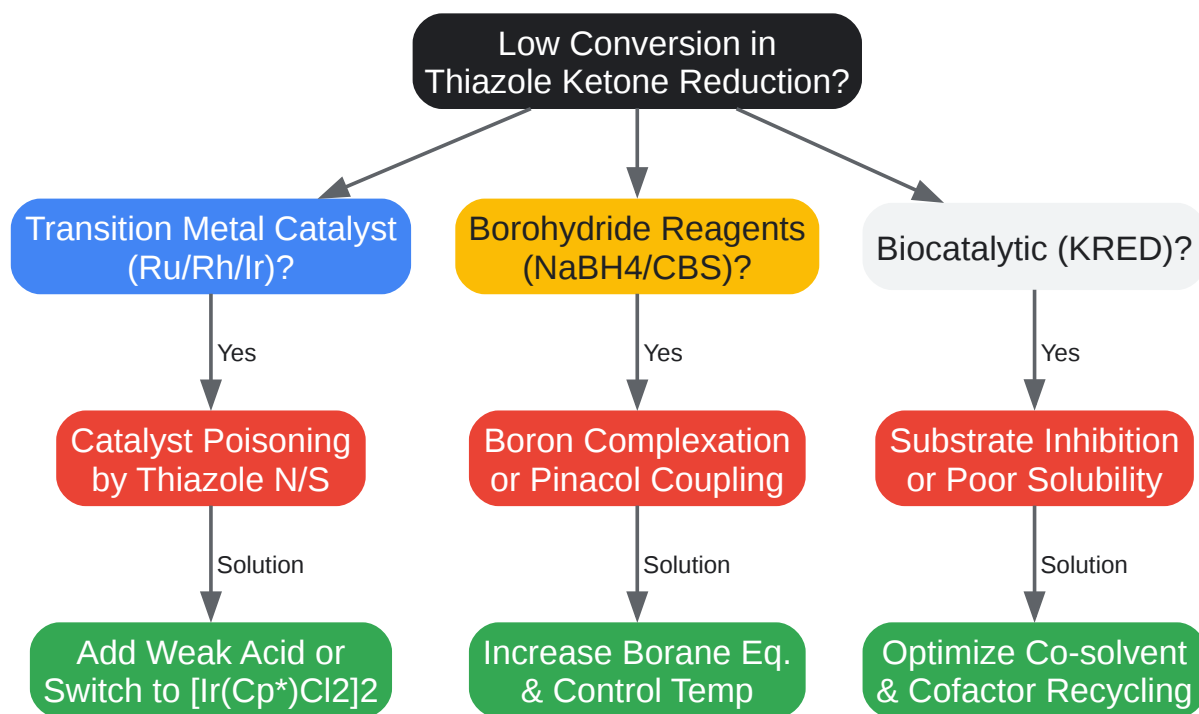 Low Conversion in
Thiazole Ketone Reduction?
Transition Metal Catalyst
(Ru/Rh/Ir)?
Borohydride Reagents
(NaBH4/CBS)?
Biocatalytic (KRED)?
Yes
Yes
Yes
Catalyst Poisoning
by Thiazole N/S
Boron Complexation
or Pinacol Coupling
Substrate Inhibition
or Poor Solubility
Solution
Solution
Solution
Add Weak Acid or
Switch to [Ir(Cp*)Cl2]2
Increase Borane Eq.
& Control Temp
Optimize Co-solvent
& Cofactor Recycling